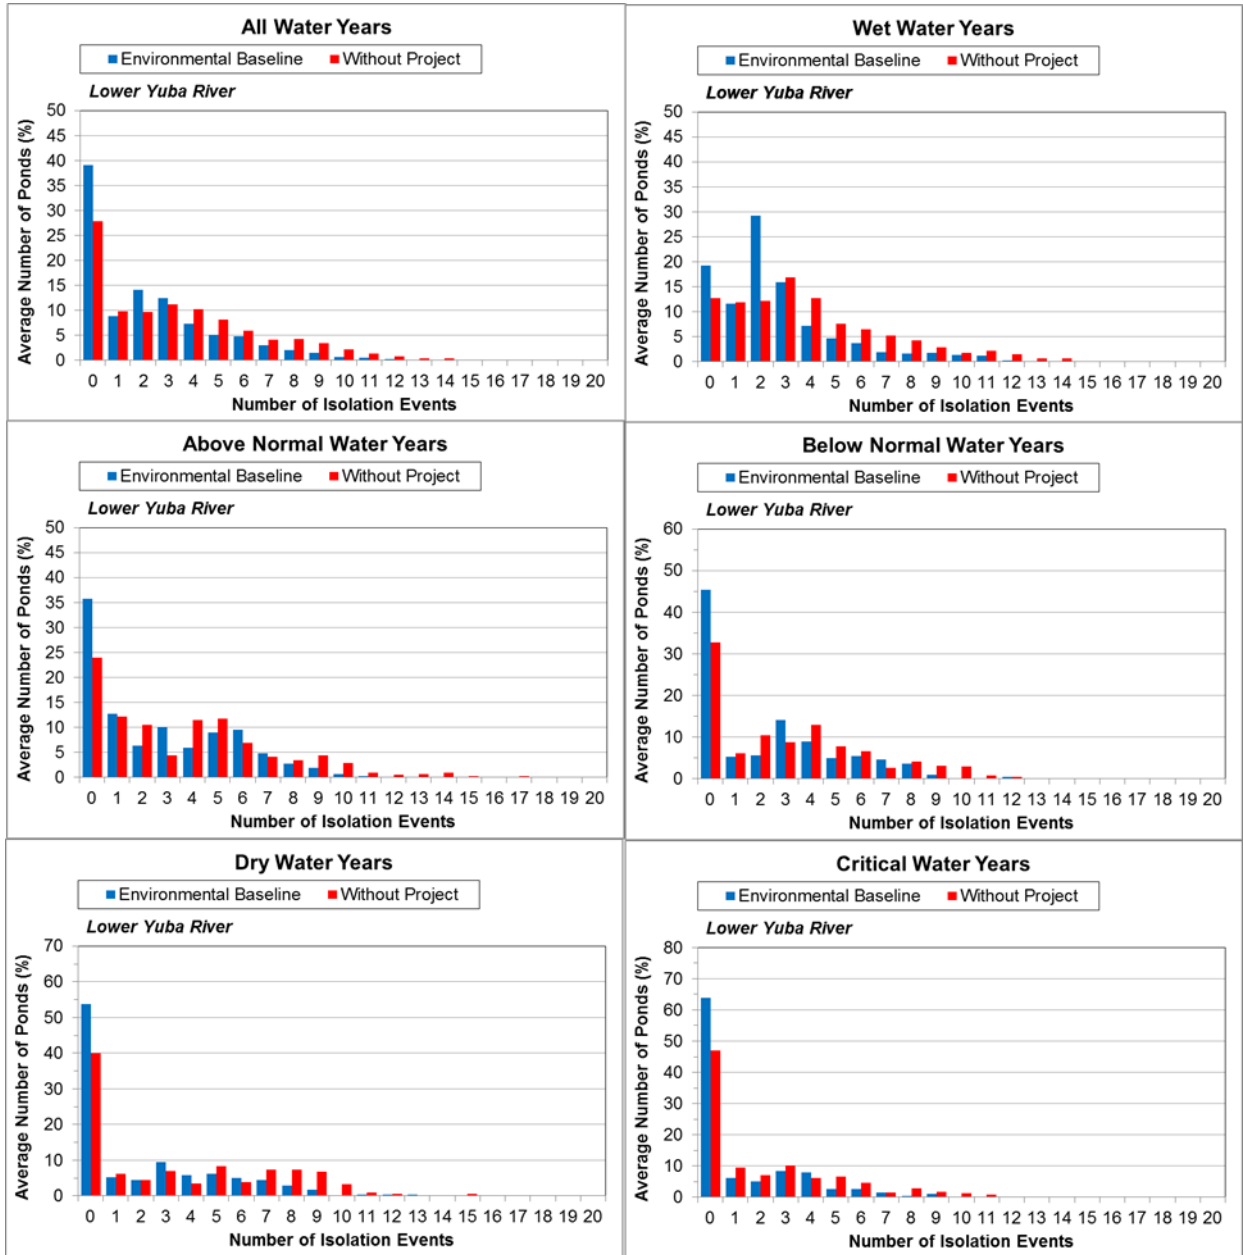 All Water Years
Environmental Baseline Without Project
Lower Yuba River
Average Number of Ponds (%)
50
45
40
35
30
25
20
15
10
5
0
0 1 2 3 4 5 6 7 8 9 10 11 12 13 14 15 16 17 18 19 20
Number of Isolation Events
Wet Water Years
Environmental Baseline Without Project
Lower Yuba River
Average Number of Ponds (%)
50
45
40
35
30
25
20
15
10
5
0
0 1 2 3 4 5 6 7 8 9 10 11 12 13 14 15 16 17 18 19 20
Number of Isolation Events
Above Normal Water Years
Environmental Baseline Without Project
Lower Yuba River
Average Number of Ponds (%)
50
45
40
35
30
25
20
15
10
5
0
0 1 2 3 4 5 6 7 8 9 10 11 12 13 14 15 16 17 18 19 20
Number of Isolation Events
Below Normal Water Years
Environmental Baseline Without Project
Lower Yuba River
Average Number of Ponds (%)
60
50
40
30
20
10
0
0 1 2 3 4 5 6 7 8 9 10 11 12 13 14 15 16 17 18 19 20
Number of Isolation Events
Dry Water Years
Environmental Baseline Without Project
Lower Yuba River
Average Number of Ponds (%)
70
60
50
40
30
20
10
0
0 1 2 3 4 5 6 7 8 9 10 11 12 13 14 15 16 17 18 19 20
Number of Isolation Events
Critical Water Years
Environmental Baseline Without Project
Lower Yuba River
Average Number of Ponds (%)
80
70
60
50
40
30
20
10
0
0 1 2 3 4 5 6 7 8 9 10 11 12 13 14 15 16 17 18 19 20
Number of Isolation Events